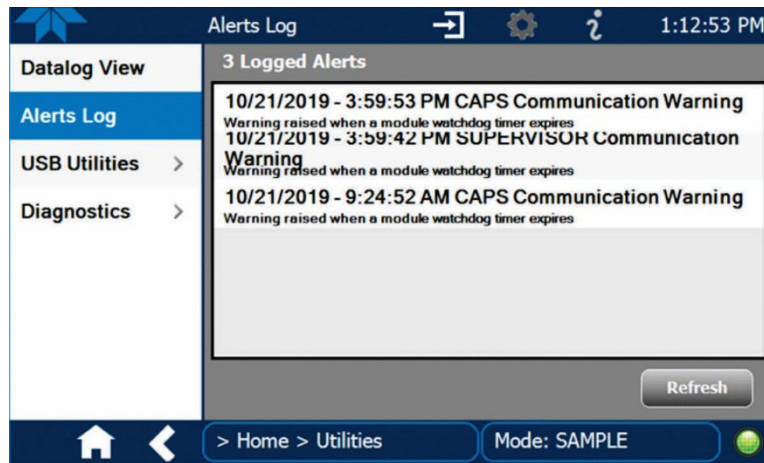 Alerts Log
1:12:53 PM
Datalog View
Alerts Log
USB Utilities >
Diagnostics >
3 Logged Alerts
10/21/2019 - 3:59:53 PM CAPS Communication Warning
Warning raised when a module watchdog timer expires
10/21/2019 - 3:59:42 PM SUPERVISOR Communication
Warning
Warning raised when a module watchdog timer expires
10/21/2019 - 9:24:52 AM CAPS Communication Warning
Warning raised when a module watchdog timer expires
Refresh
> Home > Utilities
Mode: SAMPLE